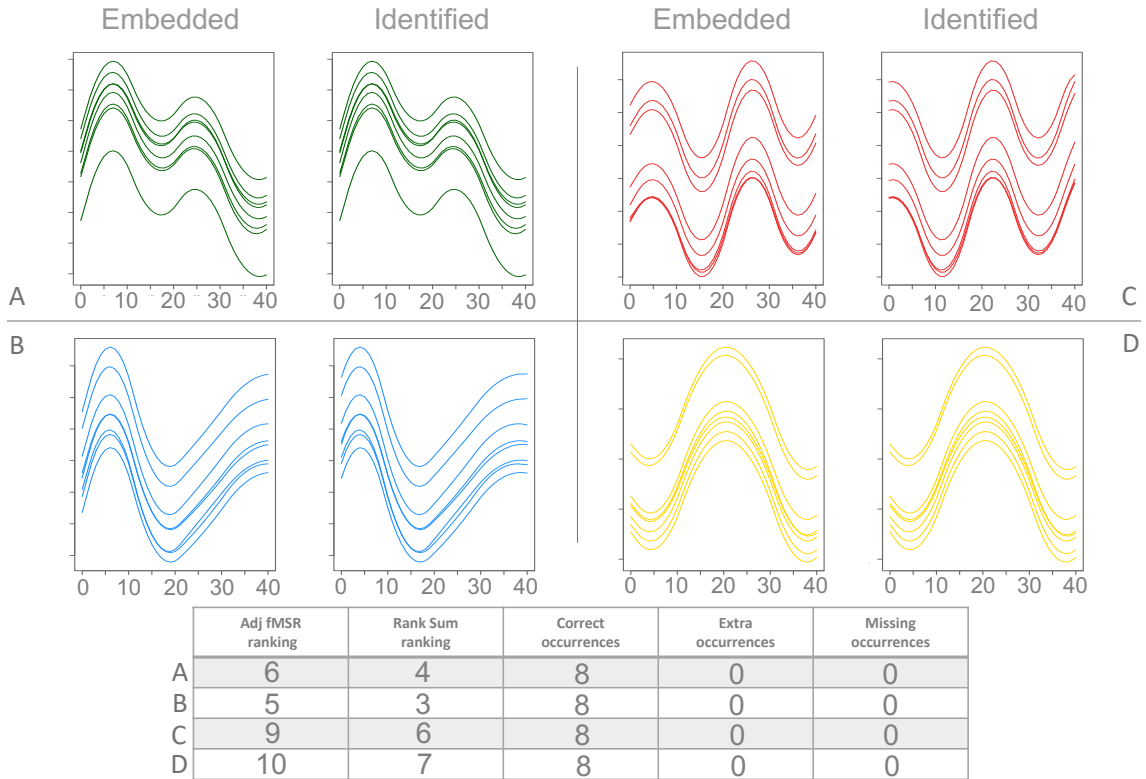 Embedded Identified Embedded Identified
0 10 20 30 40 0 10 20 30 40 0 10 20 30 40 0 10 20 30 40
A C
B D
0 10 20 30 40 0 10 20 30 40 0 10 20 30 40 0 10 20 30 40
Adj fMSR Rank Sum Correct Extra Missing
ranking ranking occurrences occurrences occurrences
A 6 4 8 0 0
B 5 3 8 0 0
C 9 6 8 0 0
D 10 7 8 0 0